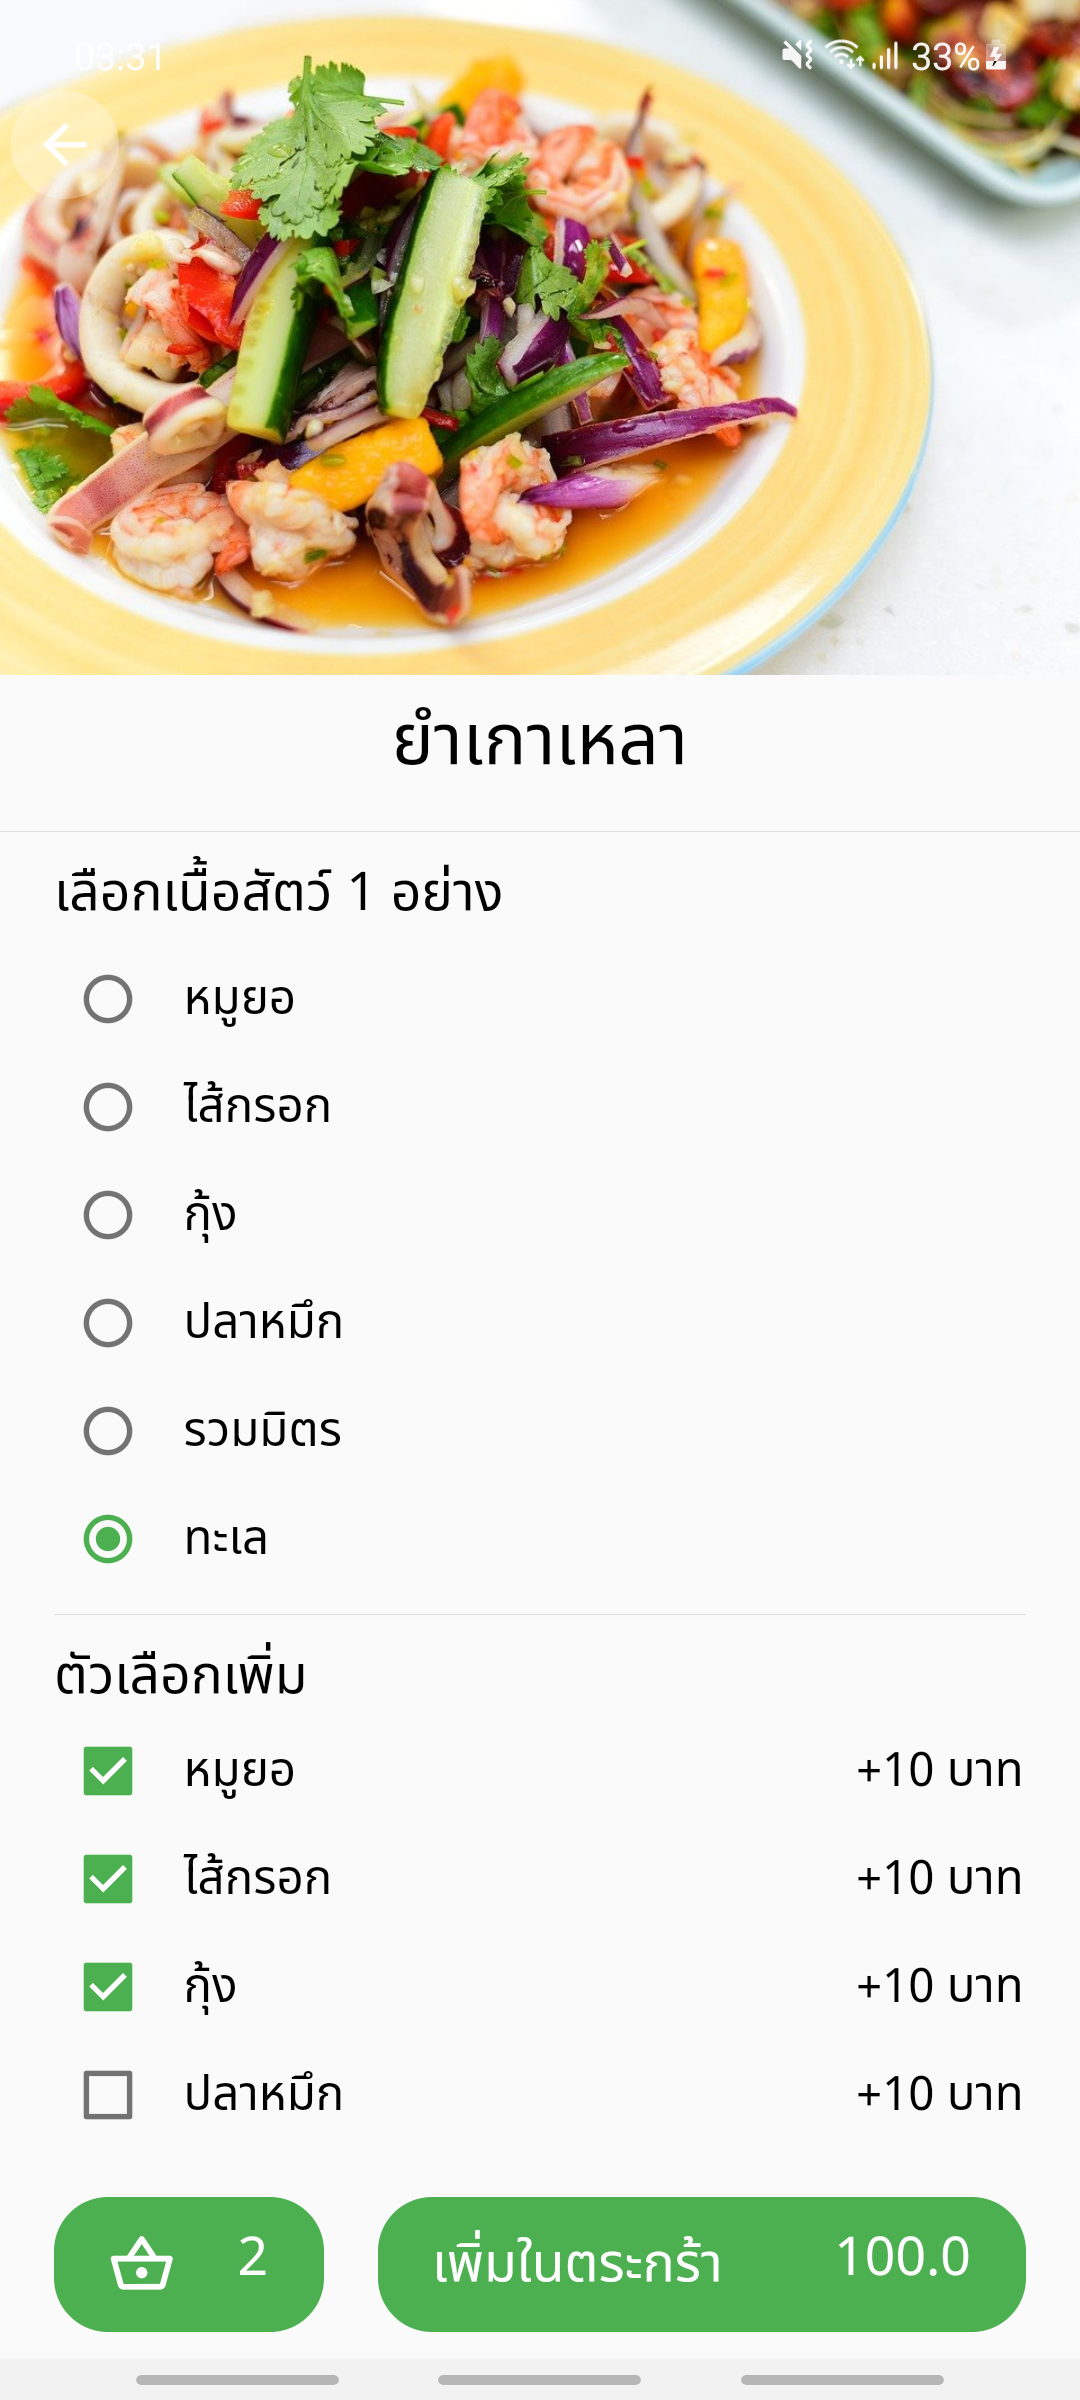 03:31
33%
ยำเกาเหลา
เลือกเนื้อสัตว์ 1 อย่าง
หมูยอ
ไส้กรอก
กุ้ง
ปลาหมึก
รวมมิตร
ทะเล
ตัวเลือกเพิ่ม
หมูยอ +10 บาท
ไส้กรอก +10 บาท
กุ้ง +10 บาท
ปลาหมึก +10 บาท
2 เพิ่มในตระกร้า 100.0